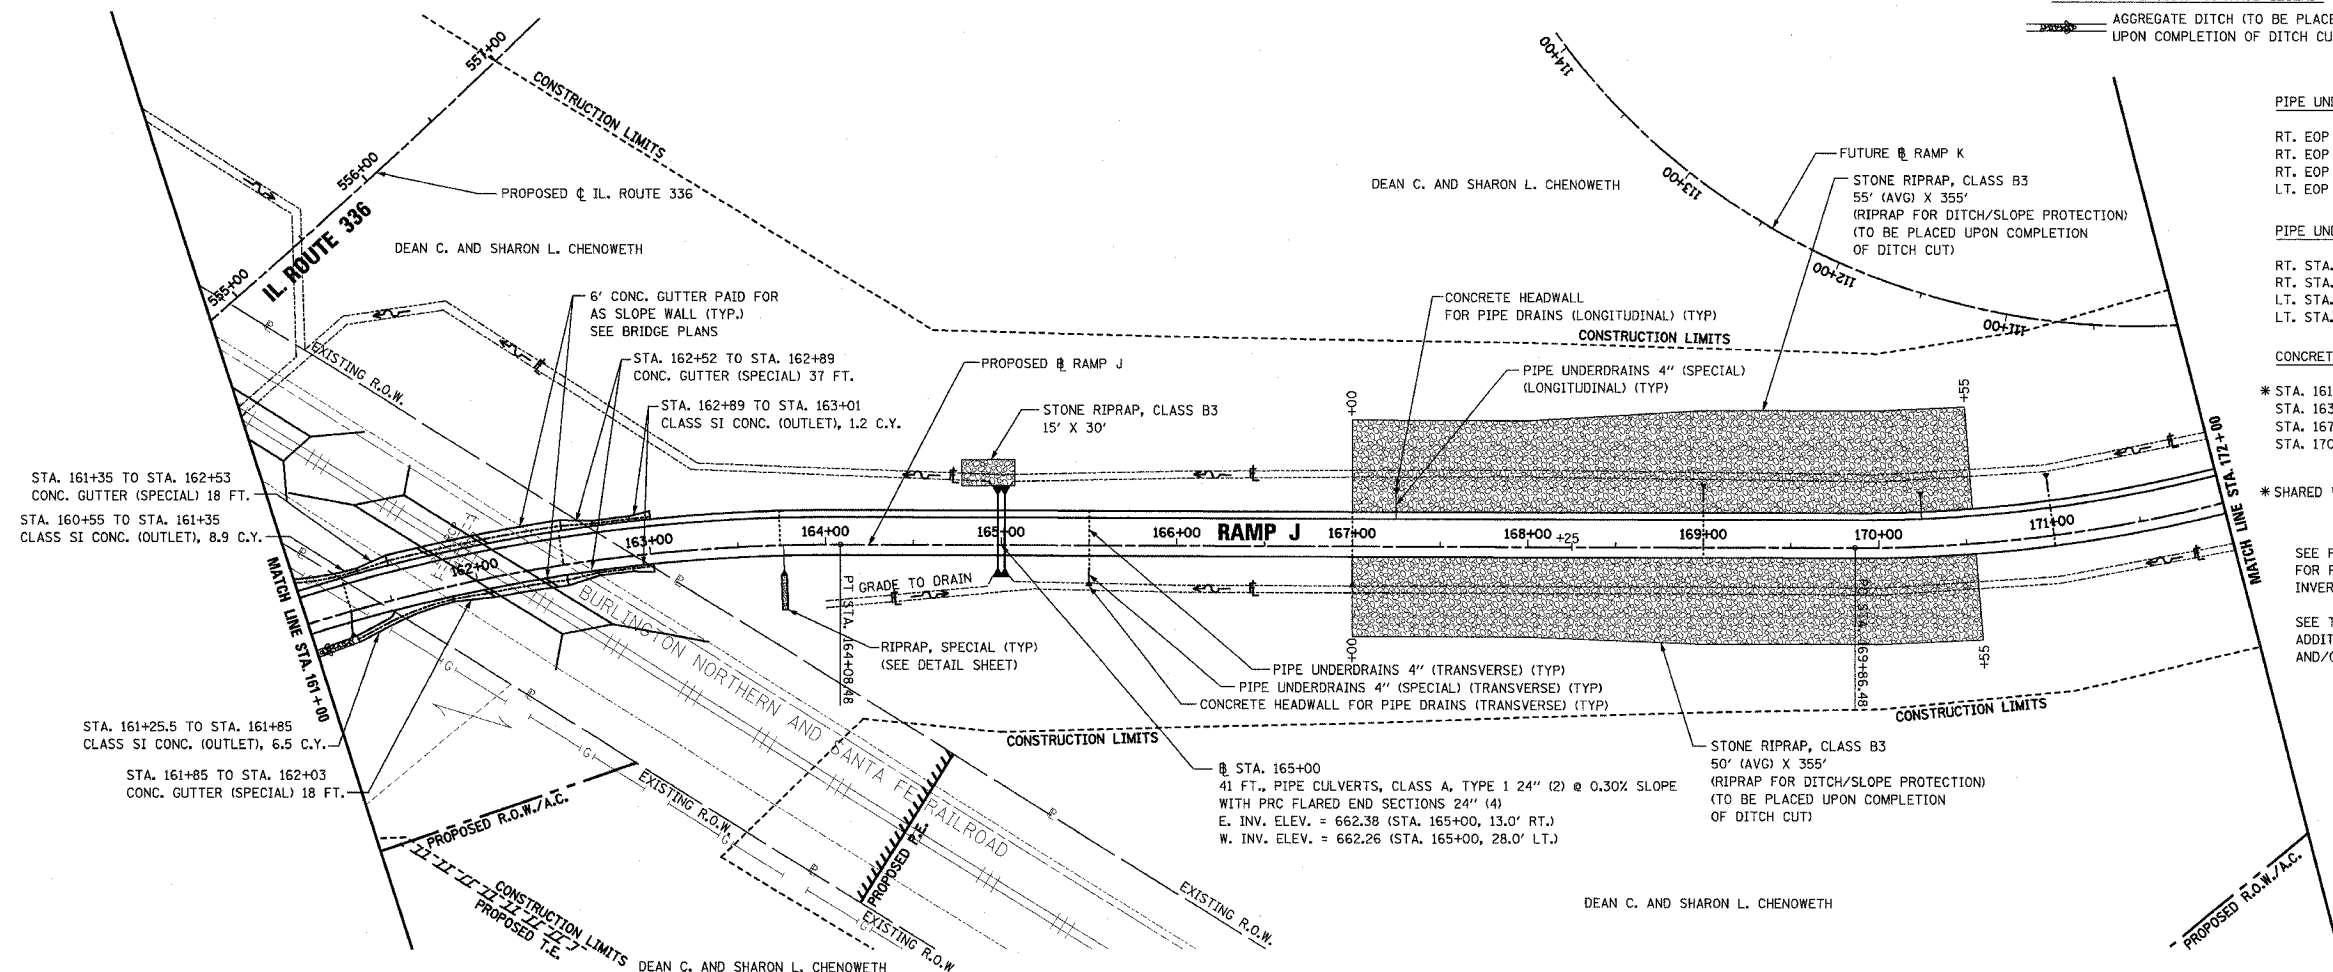 AGGREGATE DITCH (TO BE PLACE
UPON COMPLETION OF DITCH CU
557+00
556+00
555+00
IL. ROUTE 336
CONSTRUCTION LIMITS
PROPOSED ℄ IL. ROUTE 336
DEAN C. AND SHARON L. CHENOWETH
EXISTING R.O.W.
6' CONC. GUTTER PAID FOR
AS SLOPE WALL (TYP.)
SEE BRIDGE PLANS
STA. 162+52 TO STA. 162+89
CONC. GUTTER (SPECIAL) 37 FT.
STA. 162+89 TO STA. 163+01
CLASS SI CONC. (OUTLET), 1.2 C.Y.
PROPOSED ⅊ RAMP J
STONE RIPRAP, CLASS B3
15' X 30'
CONCRETE HEADWALL
FOR PIPE DRAINS (LONGITUDINAL) (TYP)
PIPE UNDERDRAINS 4" (SPECIAL)
(LONGITUDINAL) (TYP)
DEAN C. AND SHARON L. CHENOWETH
114+00
113+00
112+00
111+00
FUTURE ⅊ RAMP K
STONE RIPRAP, CLASS B3
55' (AVG) X 355'
(RIPRAP FOR DITCH/SLOPE PROTECTION)
(TO BE PLACED UPON COMPLETION
OF DITCH CUT)
CONSTRUCTION LIMITS
+00
+55
PIPE UND
RT. EOP
RT. EOP
RT. EOP
LT. EOP
PIPE UND
RT. STA.
RT. STA.
LT. STA.
LT. STA.
CONCRET
* STA. 161
STA. 163
STA. 167
STA. 170
* SHARED
SEE
FOR
INVER
SEE T
ADDIT
AND/O
STA. 161+35 TO STA. 162+53
CONC. GUTTER (SPECIAL) 18 FT.
STA. 160+55 TO STA. 161+35
CLASS SI CONC. (OUTLET), 8.9 C.Y.
MATCH LINE STA. 161+00
162+00
163+00
164+00
165+00
166+00
RAMP J
167+00
168+00
+25
169+00
170+00
171+00
MATCH LINE STA. 172+00
BURLINGTON NORTHERN AND SANTA FE RAILROAD
GRADE TO DRAIN
PT STA. 164+08.48
RIPRAP, SPECIAL (TYP)
(SEE DETAIL SHEET)
PIPE UNDERDRAINS 4" (TRANSVERSE) (TYP)
PIPE UNDERDRAINS 4" (SPECIAL) (TRANSVERSE) (TYP)
CONCRETE HEADWALL FOR PIPE DRAINS (TRANSVERSE) (TYP)
+00
+55
CONSTRUCTION LIMITS
CONSTRUCTION LIMITS
STA. 161+25.5 TO STA. 161+85
CLASS SI CONC. (OUTLET), 6.5 C.Y.
STA. 161+85 TO STA. 162+03
CONC. GUTTER (SPECIAL) 18 FT.
⅊ STA. 165+00
41 FT., PIPE CULVERTS, CLASS A, TYPE 1 24" (2) @ 0.30% SLOPE
WITH PRC FLARED END SECTIONS 24" (4)
E. INV. ELEV. = 662.38 (STA. 165+00, 13.0' RT.)
W. INV. ELEV. = 662.26 (STA. 165+00, 28.0' LT.)
STONE RIPRAP, CLASS B3
50' (AVG) X 355'
(RIPRAP FOR DITCH/SLOPE PROTECTION)
(TO BE PLACED UPON COMPLETION
OF DITCH CUT)
PROPOSED R.O.W./A.C.
EXISTING R.O.W.
PROPOSED P.E.
EXISTING R.O.W
EXISTING R.O.W.
CONSTRUCTION LIMITS
PROPOSED T.E.
DEAN C. AND SHARON L. CHENOWETH
DEAN C. AND SHARON L. CHENOWETH
PROPOSED R.O.W./A.C.